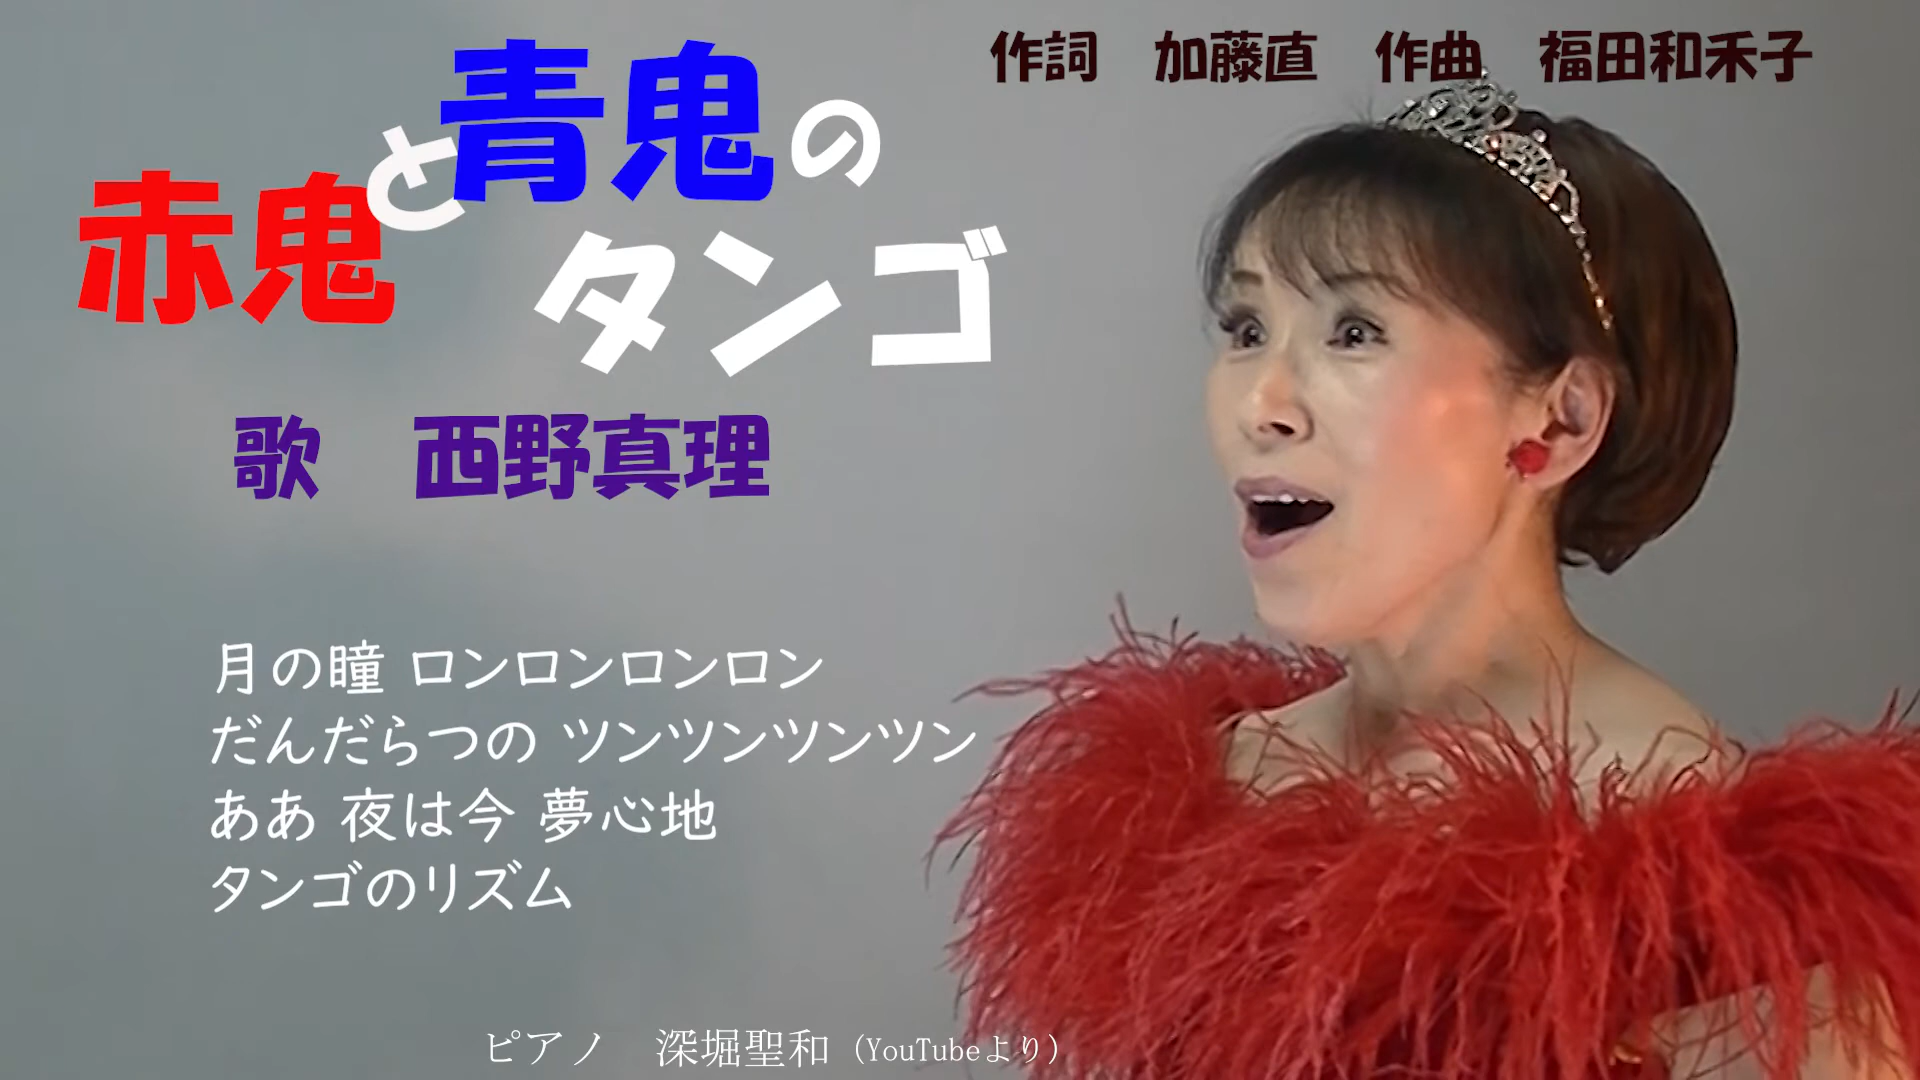 作詞　加藤直　作曲　福田和禾子
赤鬼と青鬼の
タンゴ
歌　西野真理
月の瞳 ロンロンロンロン
だんだらつの ツンツンツンツン
ああ 夜は今 夢心地
タンゴのリズム
ピアノ　深堀聖和（YouTubeより）